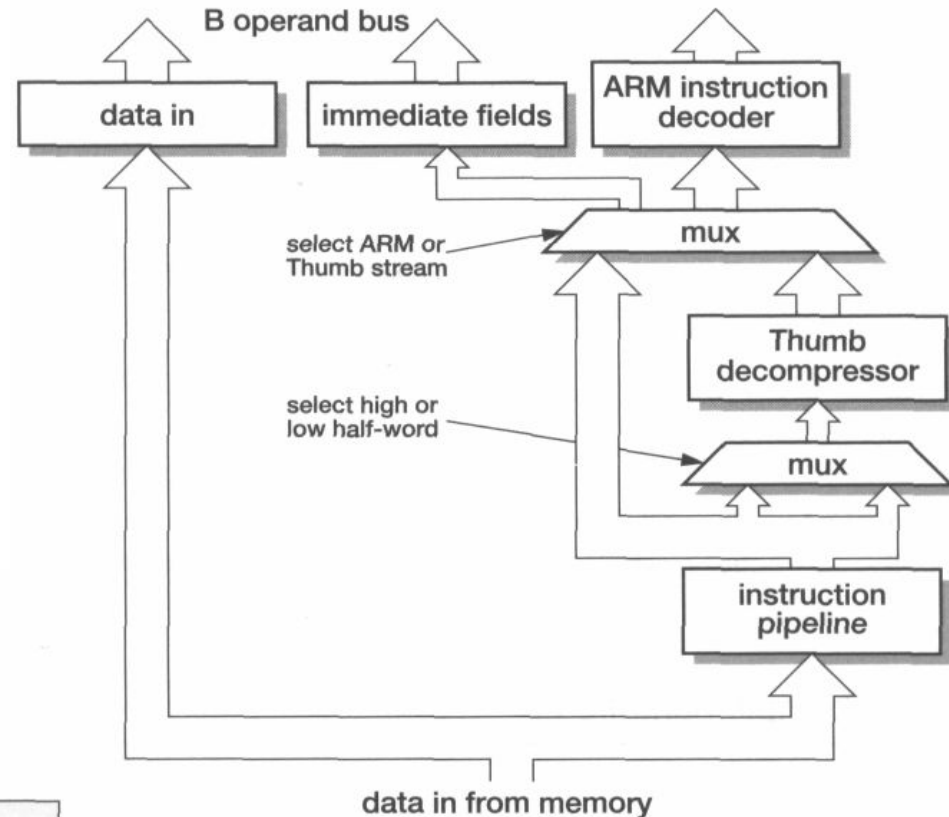 B operand bus
data in
immediate fields
ARM instruction
decoder
mux
select ARM or
Thumb stream
Thumb
decompressor
select high or
low half-word
mux
instruction
pipeline
data in from memory